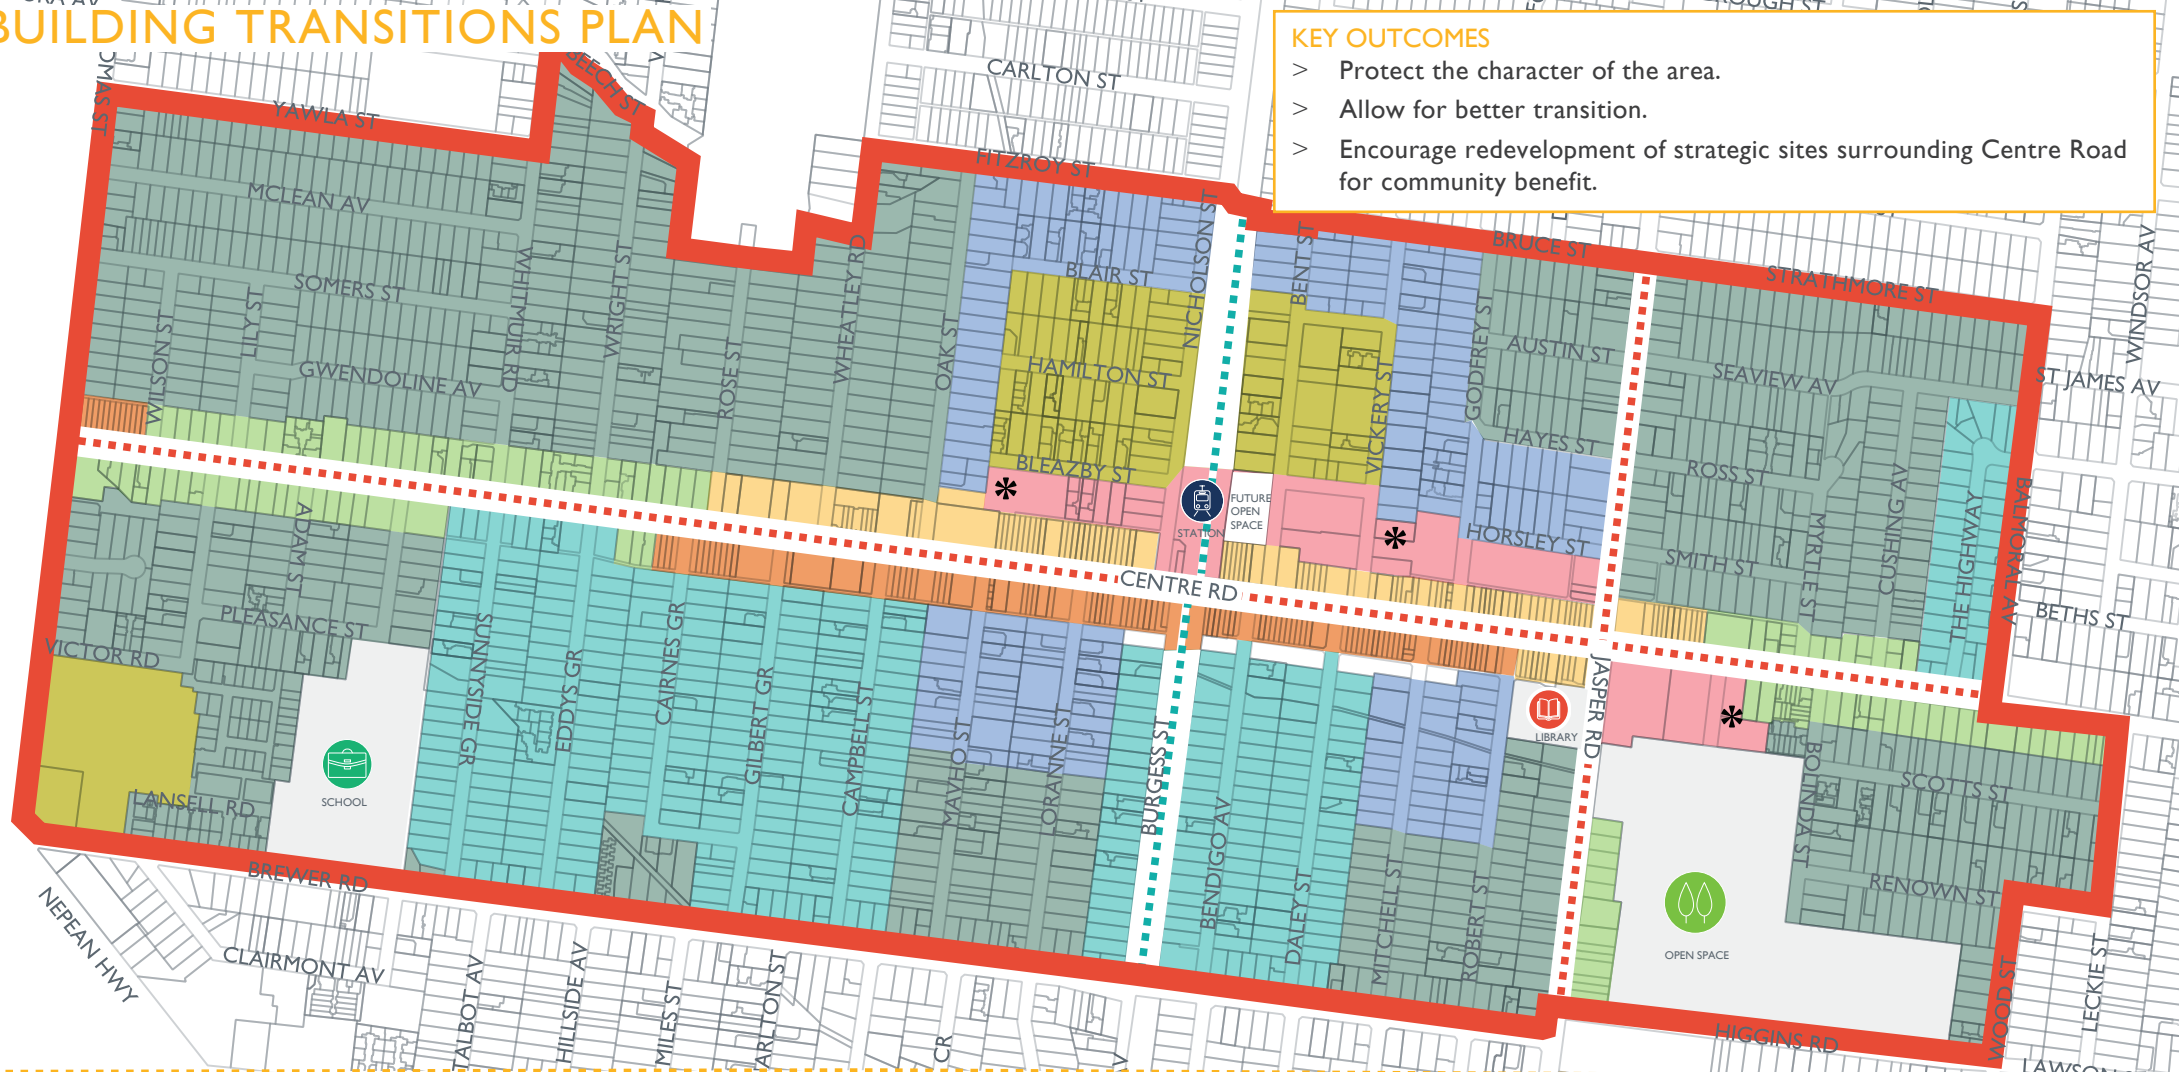 BUILDING TRANSITIONS PLAN
KEY OUTCOMES
> Protect the character of the area.
> Allow for better transition.
> Encourage redevelopment of strategic sites surrounding Centre Road
for community benefit.
CARLTON ST
BEECH ST
YAWLA ST
FITZROY ST
BRUCE ST
STRATHMORE ST
WINDSOR AV
MCLEAN AV
NICHOLSON ST
BENT ST
BLAIR ST
SOMERS ST
WHITMUIR RD
WRIGHT ST
WHEATLEY RD
LILY ST
WILSON ST
GWENDOLINE AV
ROSE ST
OAK ST
HAMILTON ST
VICKERY ST
GODFREY ST
AUSTIN ST
SEAVIEW AV
ST JAMES AV
HAYES ST
ROSS ST
BLEAZBY ST
STATION
FUTURE
OPEN
SPACE
HORSLEY ST
SMITH ST
MYRTLE ST
CUSHING AV
THE HIGHWAY
BALMORAL AV
BETHS ST
ADAM ST
CENTRE RD
PLEASANCE ST
VICTOR RD
SUNNYSIDE GR
EDDYS GR
CAIRNES GR
GILBERT GR
CAMPBELL ST
MAVHO ST
LORANNE ST
BURGESS ST
BENDIGO AV
DALEY ST
MITCHELL ST
ROBERT ST
JASPER RD
LIBRARY
BOLINDA ST
SCOTTS ST
RENOWN ST
SCHOOL
LANSELL RD
OPEN SPACE
BREWER RD
NEPEAN HWY
CLAIRMONT AV
TALBOT AV
HILLSIDE AV
MILES ST
ARLTON ST
CR
HIGGINS RD
WOOD ST
LECKIE ST
LAWSON